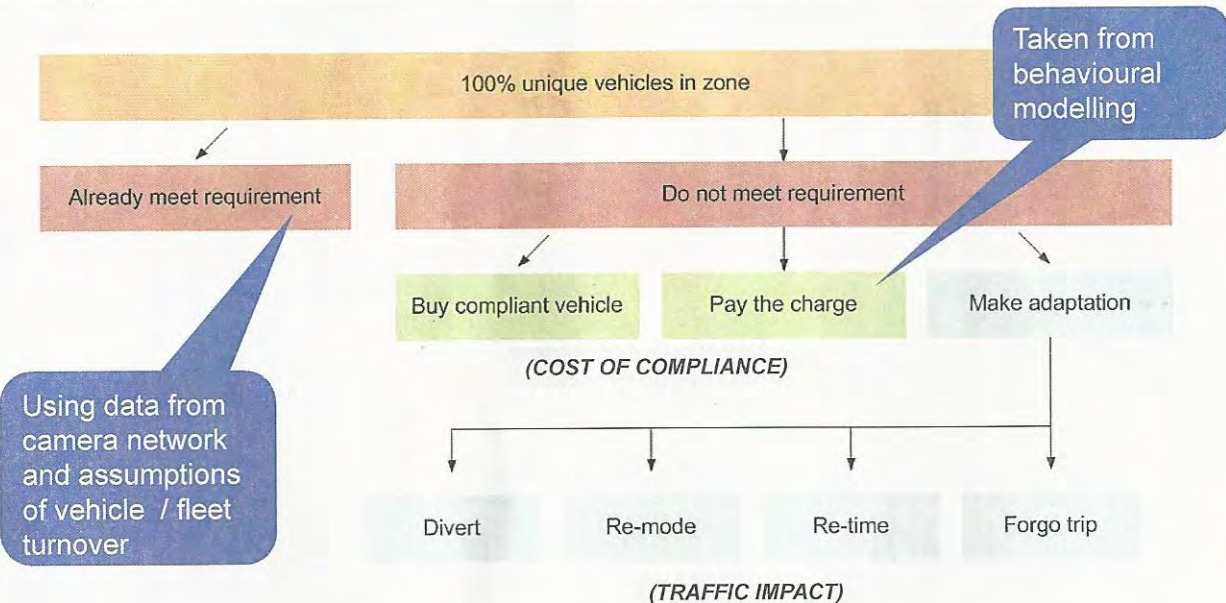 100% unique vehicles in zone
Taken from
behavioural
modelling
Already meet requirement
Do not meet requirement
Buy compliant vehicle
Pay the charge
Make adaptation
(COST OF COMPLIANCE)
Using data from
camera network
and assumptions
of vehicle / fleet
turnover
Divert
Re-mode
Re-time
Forgo trip
(TRAFFIC IMPACT)